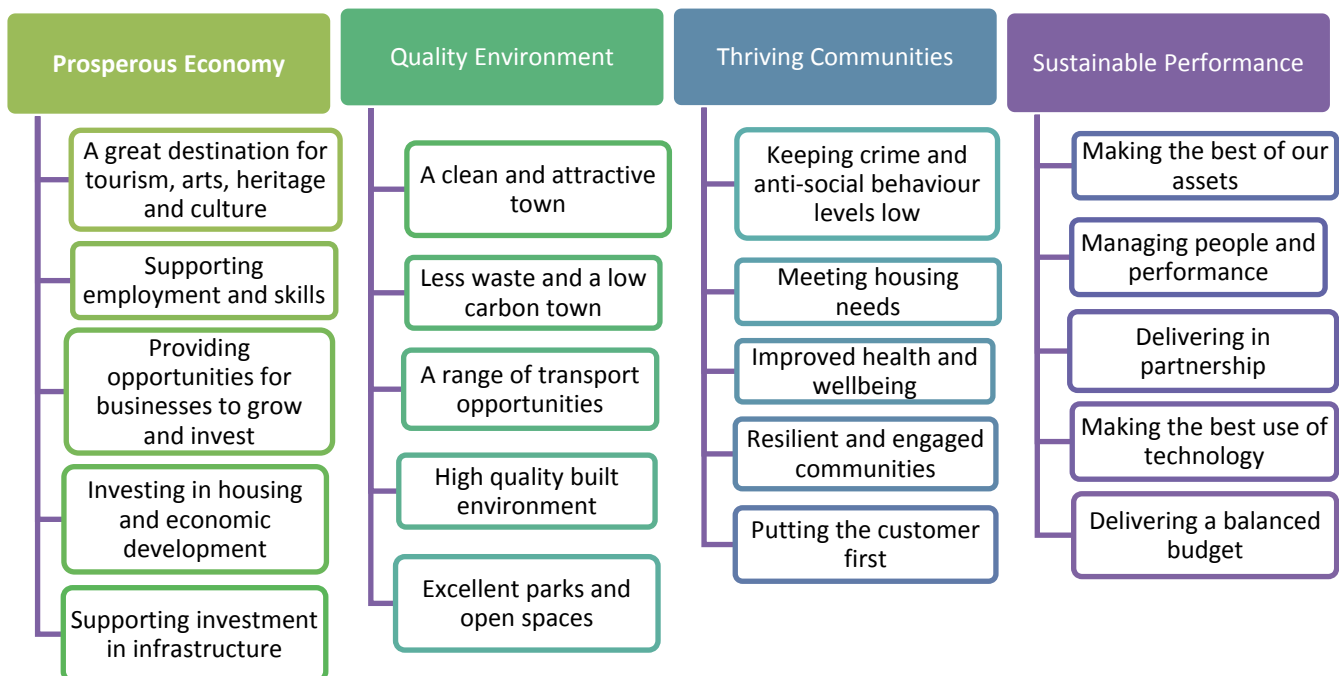 Prosperous Economy
A great destination for
tourism, arts, heritage
and culture
Supporting
employment and skills
Providing
opportunities for
businesses to grow
and invest
Investing in housing
and economic
development
Supporting investment
in infrastructure
Quality Environment
A clean and attractive
town
Less waste and a low
carbon town
A range of transport
opportunities
High quality built
environment
Excellent parks and
open spaces
Thriving Communities
Keeping crime and
anti-social behaviour
levels low
Meeting housing
needs
Improved health and
wellbeing
Resilient and engaged
communities
Putting the customer
first
Sustainable Performance
Making the best of our
assets
Managing people and
performance
Delivering in
partnership
Making the best use of
technology
Delivering a balanced
budget